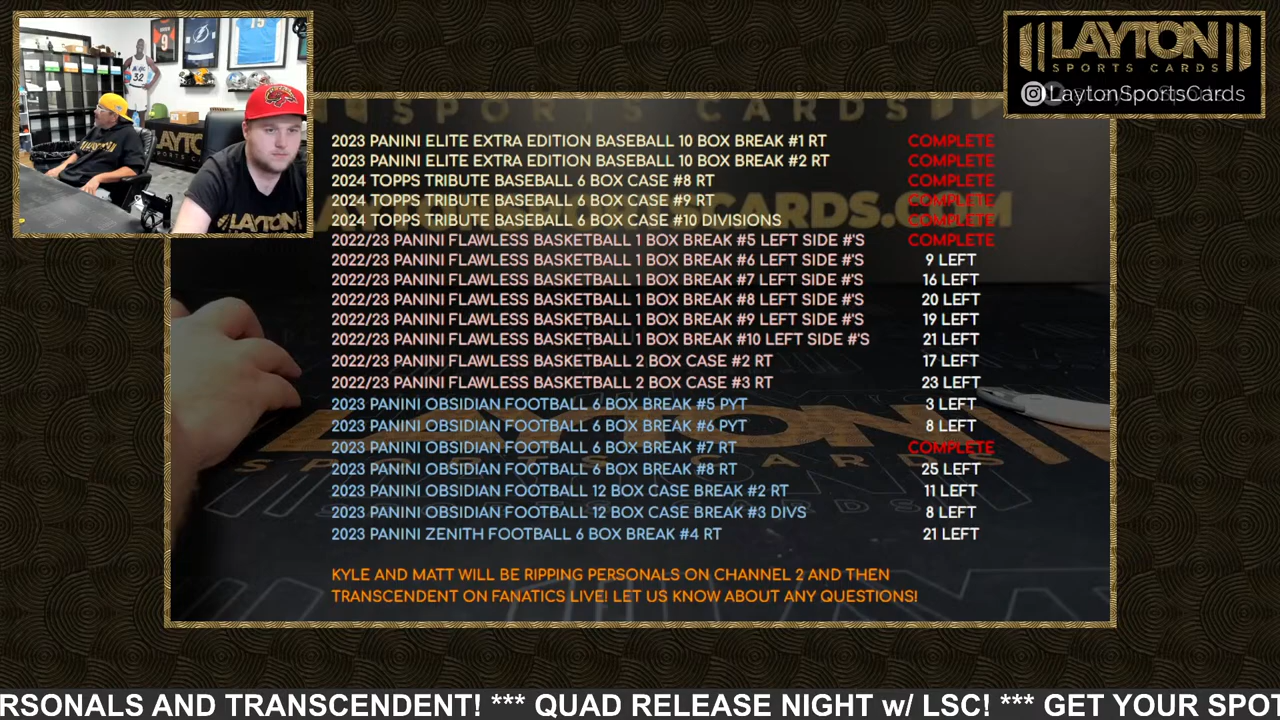 LAYTON
SPORTS CARDS
LaytonSportsCards
SPORTS CARDS
2023 PANINI ELITE EXTRA EDITION BASEBALL 10 BOX BREAK #1 RT COMPLETE
2023 PANINI ELITE EXTRA EDITION BASEBALL 10 BOX BREAK #2 RT COMPLETE
2024 TOPPS TRIBUTE BASEBALL 6 BOX CASE #8 RT COMPLETE
2024 TOPPS TRIBUTE BASEBALL 6 BOX CASE #9 RT COMPLETE
2024 TOPPS TRIBUTE BASEBALL 6 BOX CASE #10 DIVISIONS COMPLETE
2022/23 PANINI FLAWLESS BASKETBALL 1 BOX BREAK #5 LEFT SIDE #'S COMPLETE
2022/23 PANINI FLAWLESS BASKETBALL 1 BOX BREAK #6 LEFT SIDE #'S 9 LEFT
2022/23 PANINI FLAWLESS BASKETBALL 1 BOX BREAK #7 LEFT SIDE #'S 16 LEFT
2022/23 PANINI FLAWLESS BASKETBALL 1 BOX BREAK #8 LEFT SIDE #'S 20 LEFT
2022/23 PANINI FLAWLESS BASKETBALL 1 BOX BREAK #9 LEFT SIDE #'S 19 LEFT
2022/23 PANINI FLAWLESS BASKETBALL 1 BOX BREAK #10 LEFT SIDE #'S 21 LEFT
2022/23 PANINI FLAWLESS BASKETBALL 2 BOX CASE #2 RT 17 LEFT
2022/23 PANINI FLAWLESS BASKETBALL 2 BOX CASE #3 RT 23 LEFT
2023 PANINI OBSIDIAN FOOTBALL 6 BOX BREAK #5 PYT 3 LEFT
2023 PANINI OBSIDIAN FOOTBALL 6 BOX BREAK #6 PYT 8 LEFT
2023 PANINI OBSIDIAN FOOTBALL 6 BOX BREAK #7 RT COMPLETE
2023 PANINI OBSIDIAN FOOTBALL 6 BOX BREAK #8 RT 25 LEFT
2023 PANINI OBSIDIAN FOOTBALL 12 BOX CASE BREAK #2 RT 11 LEFT
2023 PANINI OBSIDIAN FOOTBALL 12 BOX CASE BREAK #3 DIVS 8 LEFT
2023 PANINI ZENITH FOOTBALL 6 BOX BREAK #4 RT 21 LEFT
KYLE AND MATT WILL BE RIPPING PERSONALS ON CHANNEL 2 AND THEN
TRANSCENDENT ON FANATICS LIVE! LET US KNOW ABOUT ANY QUESTIONS!
RSONALS AND TRANSCENDENT! *** QUAD RELEASE NIGHT w/ LSC! *** GET YOUR SPOT